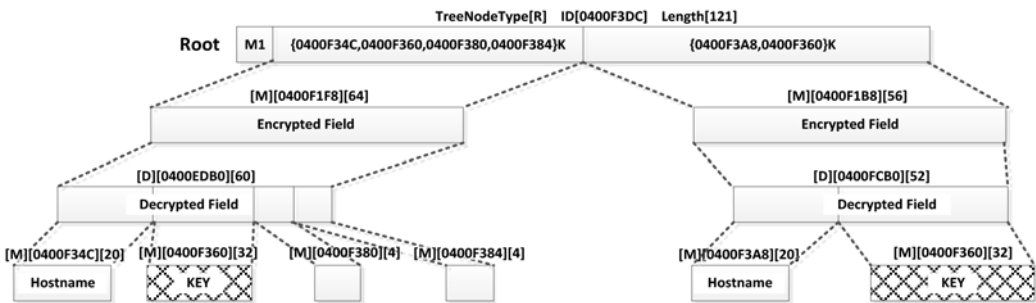 TreeNodeType[R] ID[0400F3DC] Length[121]
Root M1 {0400F34C,0400F360,0400F380,0400F384}K {0400F3A8,0400F360}K
[M][0400F1F8][64] [M][0400F1B8][56]
Encrypted Field Encrypted Field
[D][0400EDB0][60] [D][0400FCB0][52]
Decrypted Field Decrypted Field
[M][0400F34C][20] [M][0400F360][32] [M][0400F380][4] [M][0400F384][4] [M][0400F3A8][20] [M][0400F360][32]
Hostname KEY Hostname KEY